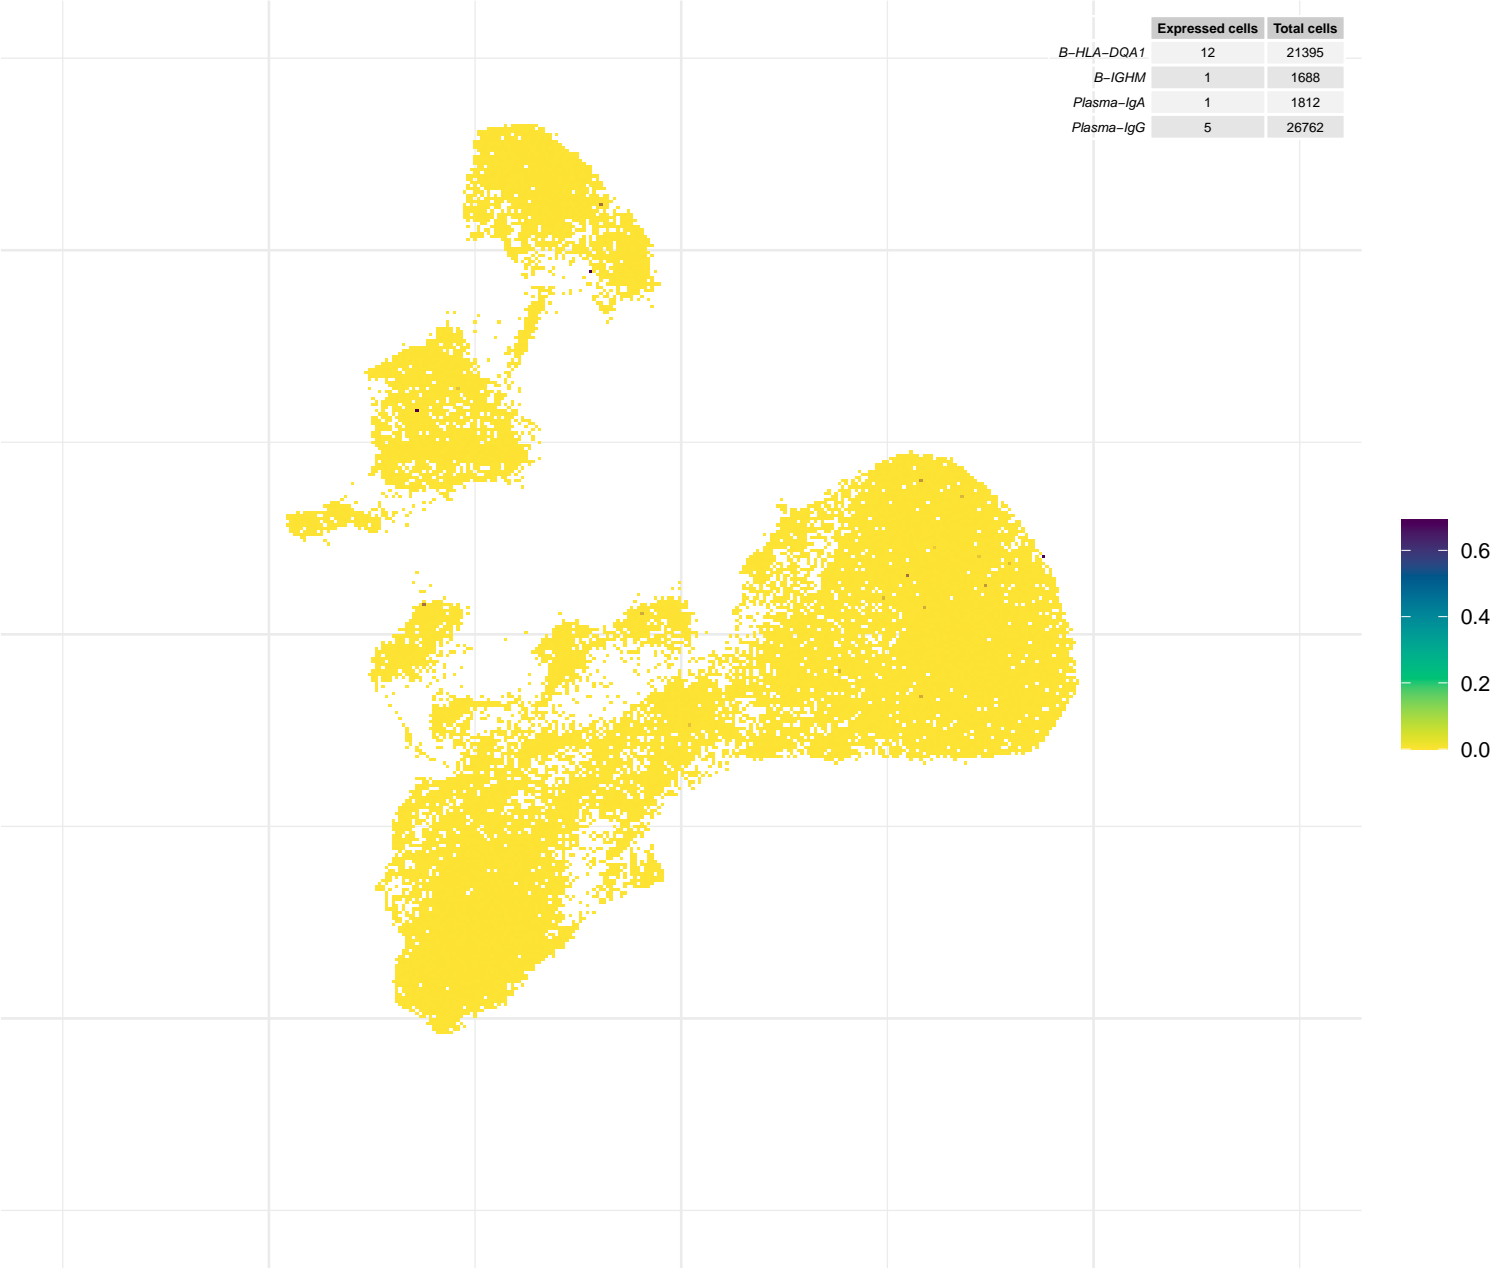 Expressed cells Total cells
B−HLA−DQA1 12 21395
B−IGHM 1 1688
Plasma−IgA 1 1812
Plasma−IgG 5 26762
0.6
0.4
0.2
0.0